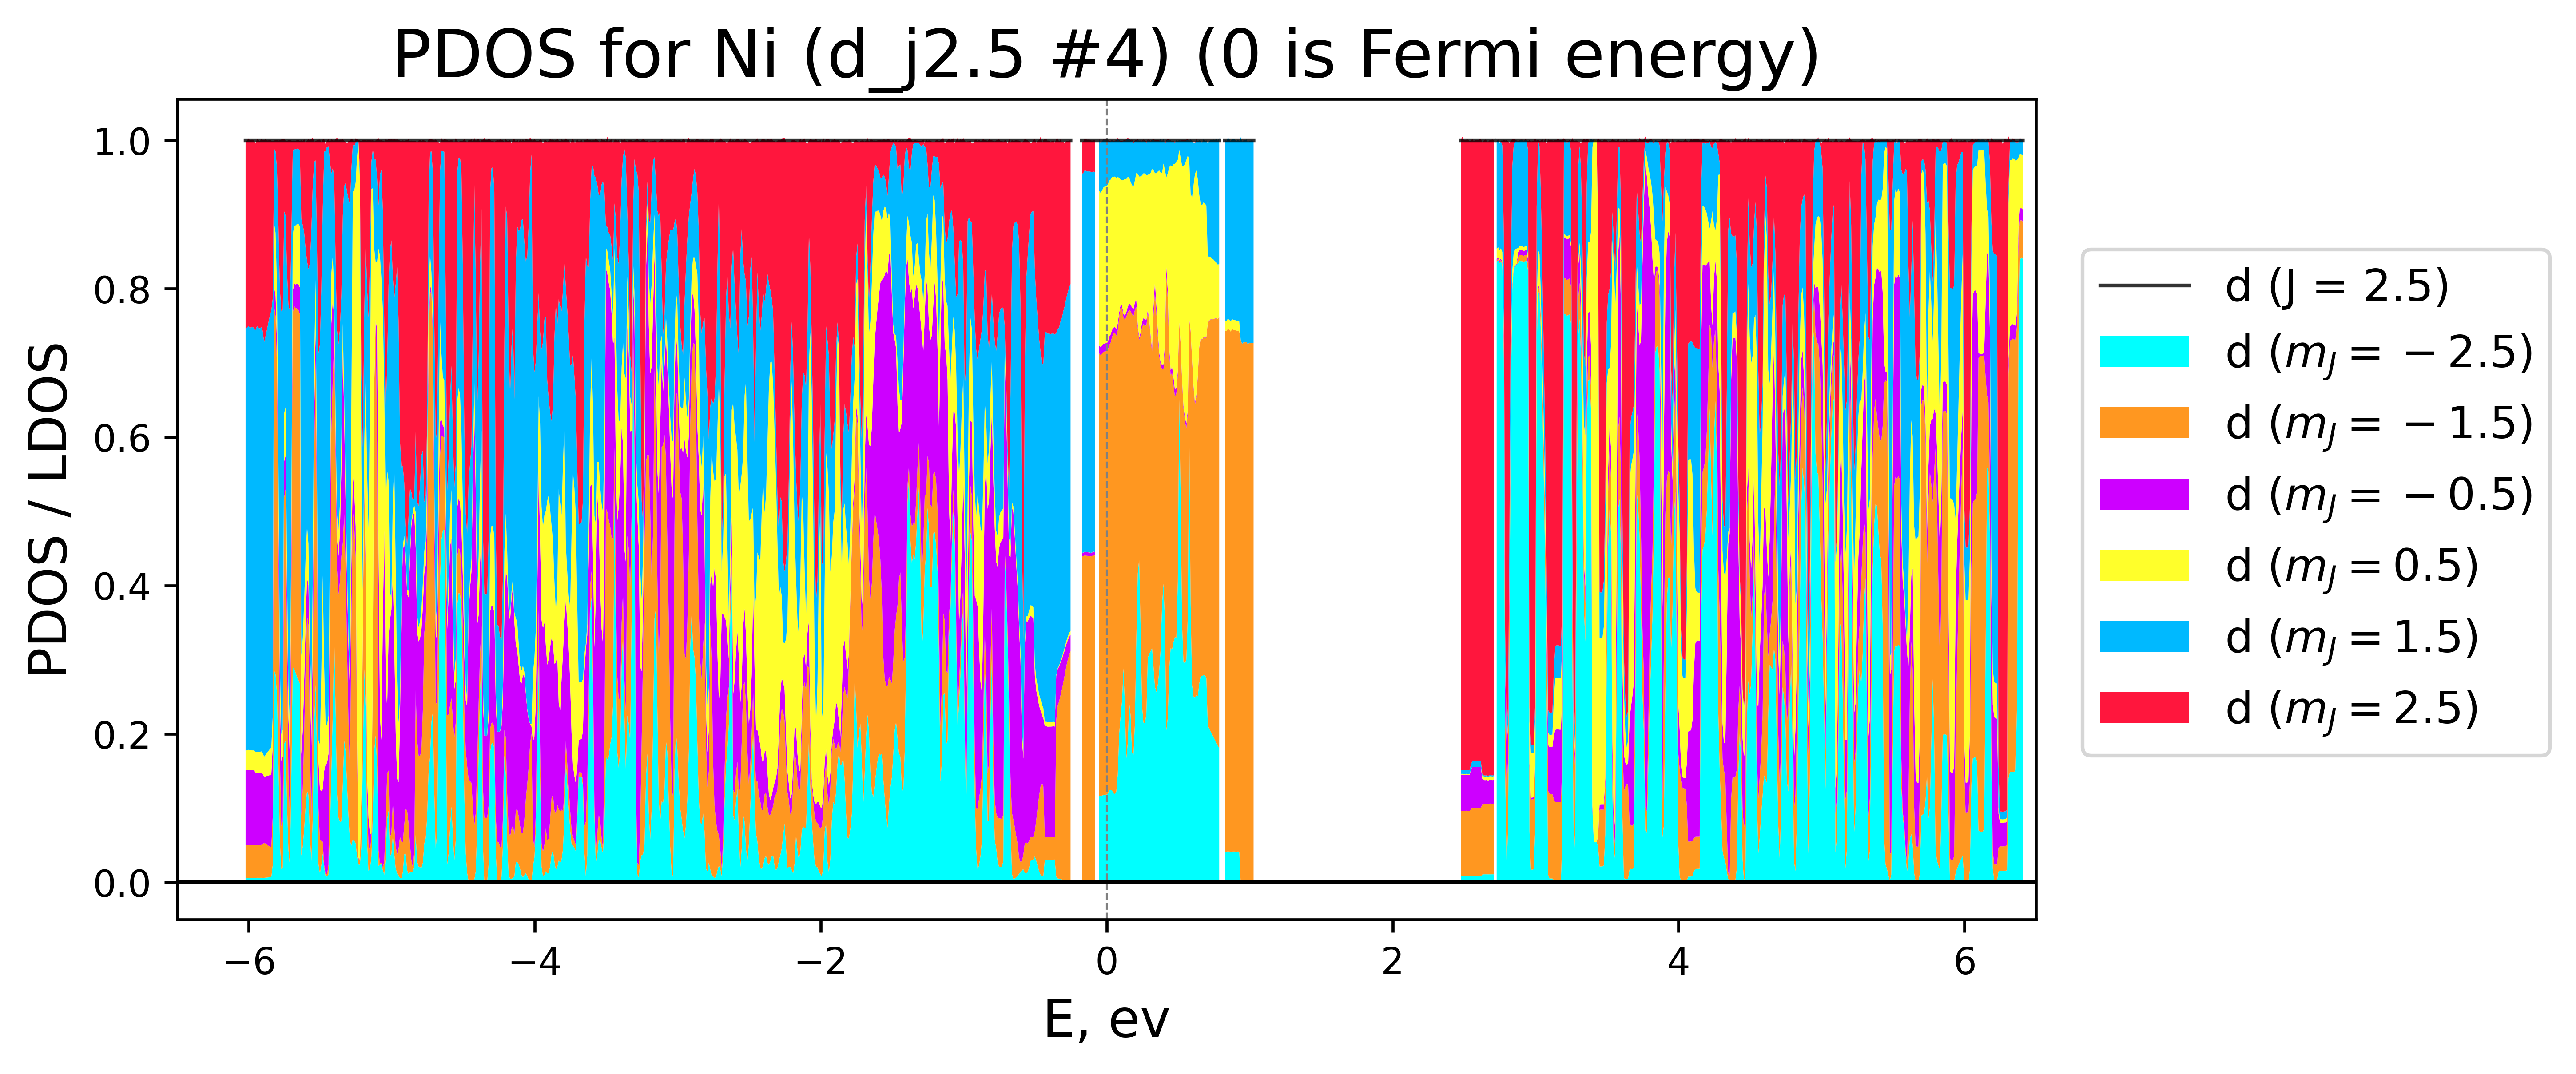 PDOS for Ni (d_j2.5 #4) (0 is Fermi energy)
PDOS / LDOS
1.0
0.8
0.6
0.4
0.2
0.0
−6
−4
−2
0
2
4
6
E, ev
d (J = 2.5)
d (m_J = −2.5)
d (m_J = −1.5)
d (m_J = −0.5)
d (m_J = 0.5)
d (m_J = 1.5)
d (m_J = 2.5)